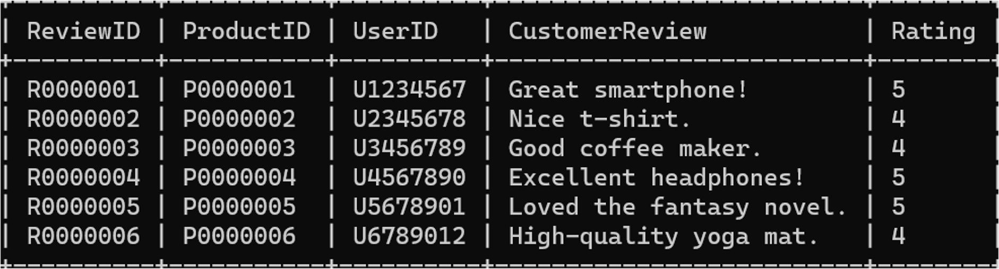 | ReviewID | ProductID | UserID | CustomerReview | Rating |
| R0000001 | P0000001 | U1234567 | Great smartphone! | 5 |
| R0000002 | P0000002 | U2345678 | Nice t-shirt. | 4 |
| R0000003 | P0000003 | U3456789 | Good coffee maker. | 4 |
| R0000004 | P0000004 | U4567890 | Excellent headphones! | 5 |
| R0000005 | P0000005 | U5678901 | Loved the fantasy novel. | 5 |
| R0000006 | P0000006 | U6789012 | High-quality yoga mat. | 4 |